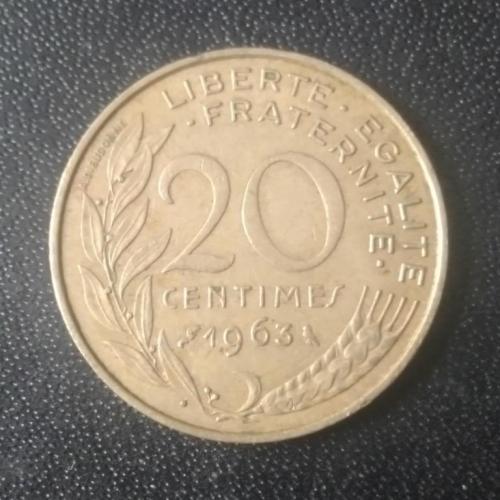 LIBERTE · EGALITE
· FRATERNITE ·
20
CENTIMES
1963